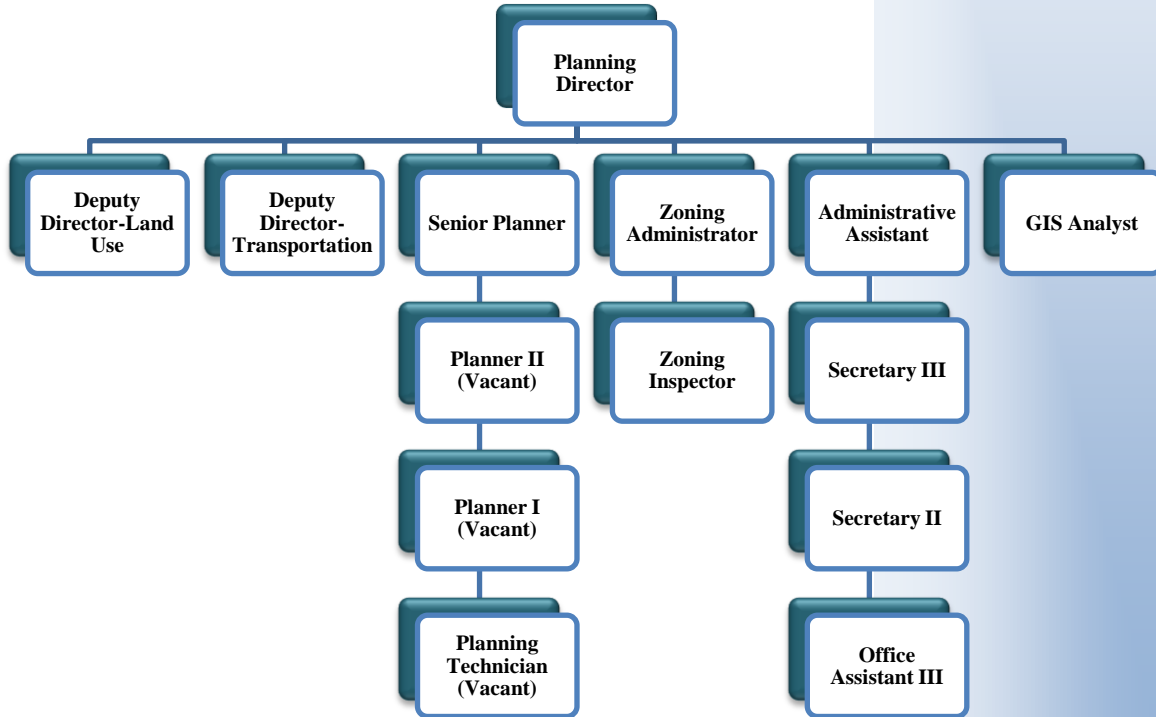 Planning
Director
Deputy
Director-Land
Use
Deputy
Director-
Transportation
Senior Planner
Zoning
Administrator
Administrative
Assistant
GIS Analyst
Planner II
(Vacant)
Zoning
Inspector
Secretary III
Planner I
(Vacant)
Secretary II
Planning
Technician
(Vacant)
Office
Assistant III